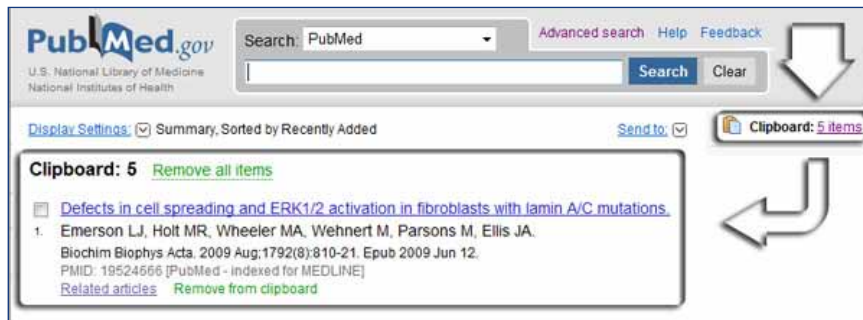 PubMed.gov
U.S. National Library of Medicine
National Institutes of Health
Search: PubMed
Advanced search Help Feedback
Search Clear
Display Settings: Summary, Sorted by Recently Added
Send to:
Clipboard: 5 items
Clipboard: 5 Remove all items
Defects in cell spreading and ERK1/2 activation in fibroblasts with lamin A/C mutations.
1. Emerson LJ, Holt MR, Wheeler MA, Wehnert M, Parsons M, Ellis JA.
Biochim Biophys Acta. 2009 Aug;1792(8):810-21. Epub 2009 Jun 12.
PMID: 19524666 [PubMed - indexed for MEDLINE]
Related articles Remove from clipboard